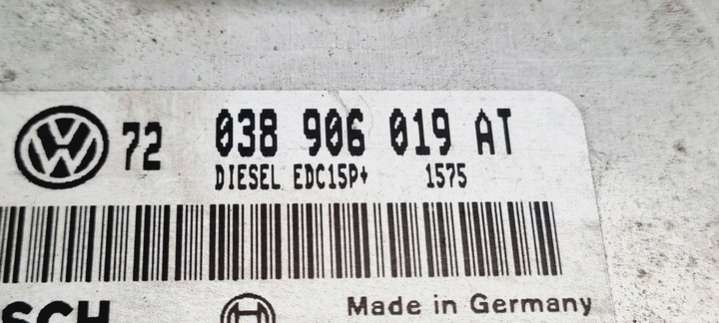 72 038 906 019 AT
DIESEL EDC15P+ 1575
SCH Made in Germany